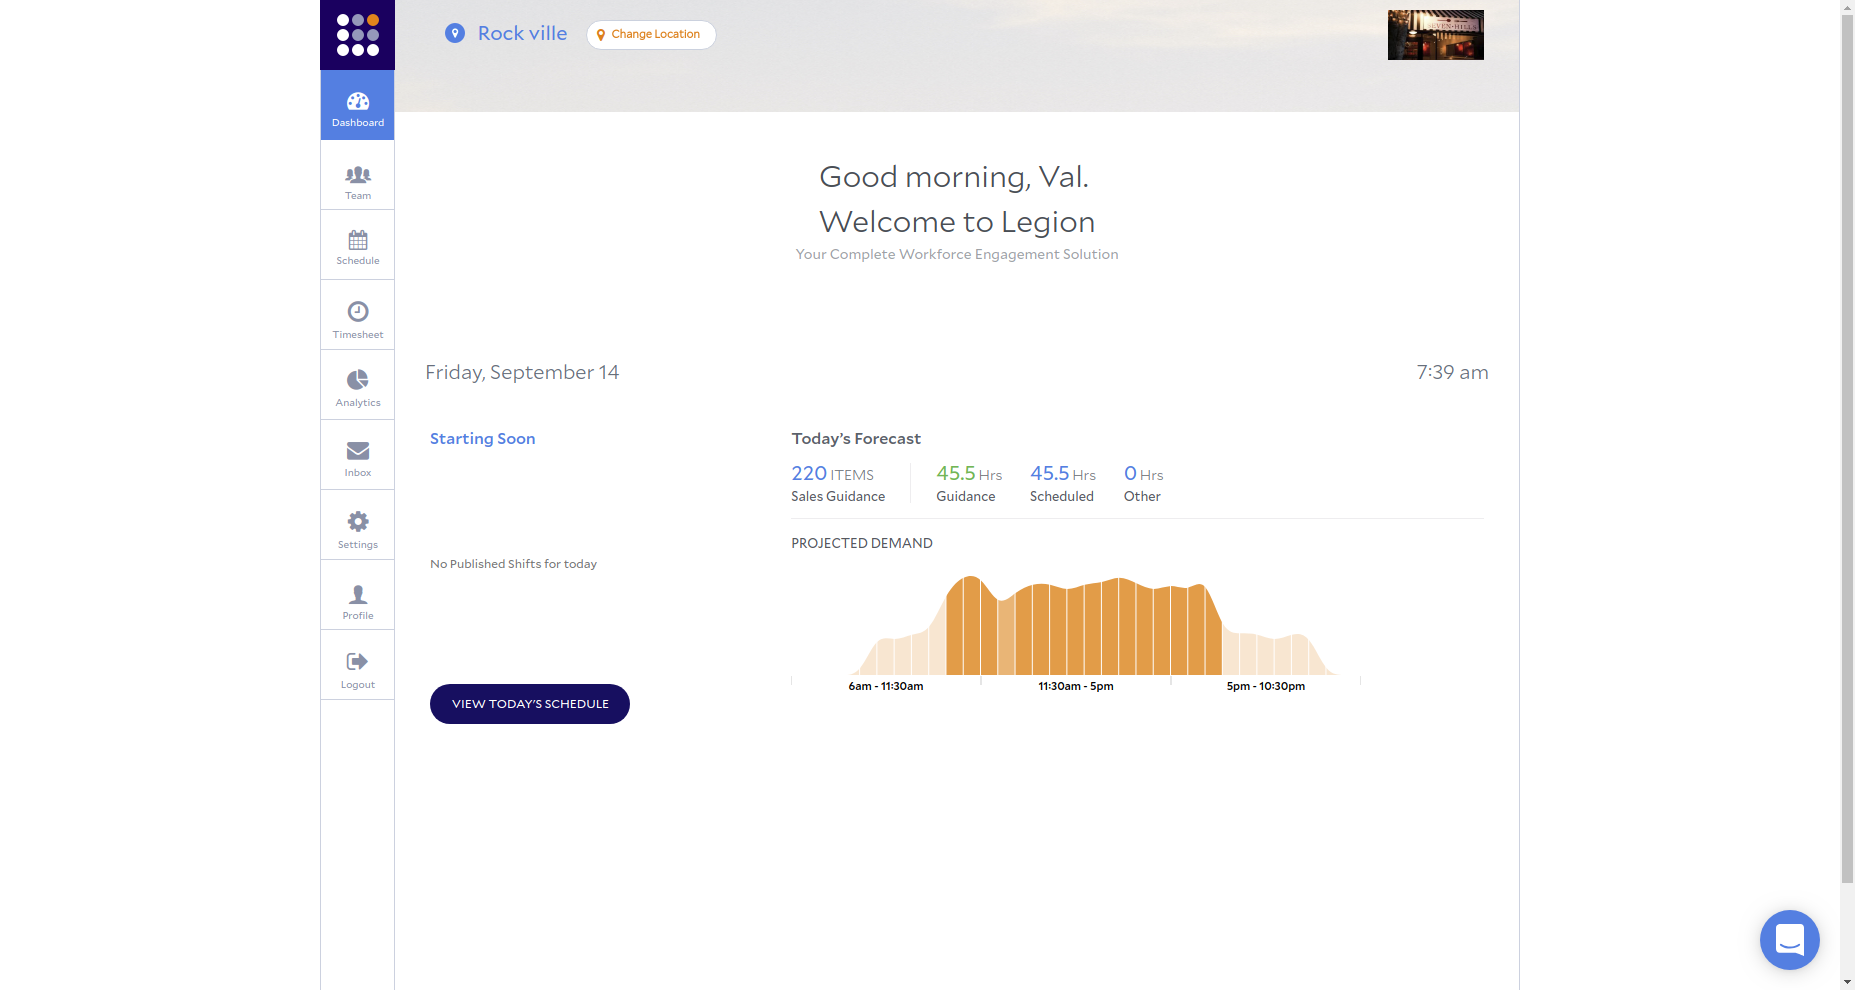 Rock ville
Change Location
SEVEN HILLS
Dashboard
Team
Schedule
Timesheet
Analytics
Inbox
Settings
Profile
Logout
Good morning, Val.
Welcome to Legion
Your Complete Workforce Engagement Solution
Friday, September 14
7:39 am
Starting Soon
No Published Shifts for today
VIEW TODAY'S SCHEDULE
Today's Forecast
220 ITEMS
Sales Guidance
45.5 Hrs
Guidance
45.5 Hrs
Scheduled
0 Hrs
Other
PROJECTED DEMAND
6am - 11:30am
11:30am - 5pm
5pm - 10:30pm